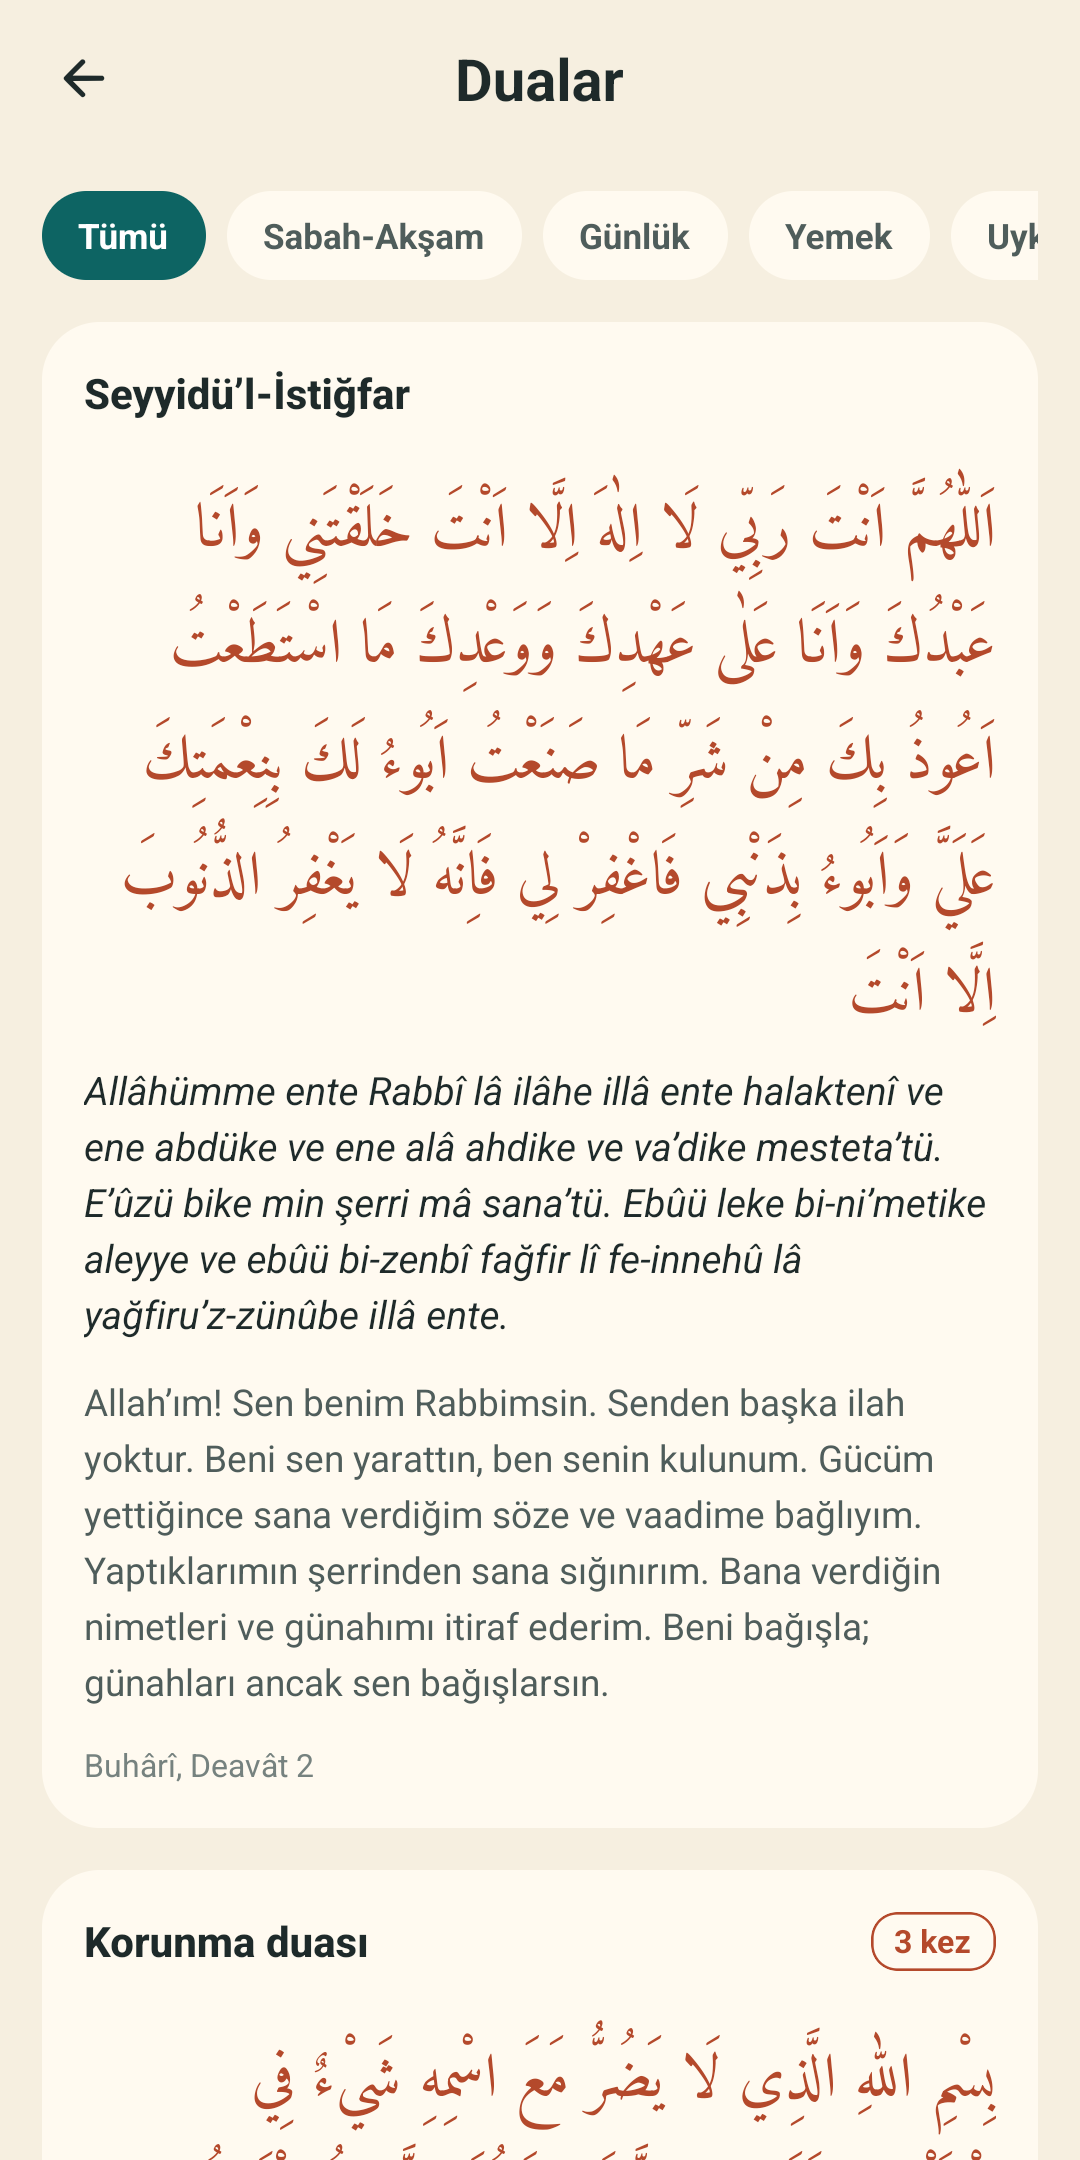 Dualar
Tümü
Sabah-Akşam
Günlük
Yemek
Uyk
Seyyidü’l-İstiğfar
اَللّٰهُمَّ اَنْتَ رَبِّي لَا اِلٰهَ اِلَّا اَنْتَ خَلَقْتَنِي وَاَنَا
عَبْدُكَ وَاَنَا عَلٰى عَهْدِكَ وَوَعْدِكَ مَا اسْتَطَعْتُ
اَعُوذُ بِكَ مِنْ شَرِّ مَا صَنَعْتُ اَبُوءُ لَكَ بِنِعْمَتِكَ
عَلَيَّ وَاَبُوءُ بِذَنْبِي فَاغْفِرْ لِي فَاِنَّهُ لَا يَغْفِرُ الذُّنُوبَ
اِلَّا اَنْتَ
Allâhümme ente Rabbî lâ ilâhe illâ ente halaktenî ve
ene abdüke ve ene alâ ahdike ve va’dike mesteta’tü.
E’ûzü bike min şerri mâ sana’tü. Ebûü leke bi-ni’metike
aleyye ve ebûü bi-zenbî fağfir lî fe-innehû lâ
yağfiru’z-zünûbe illâ ente.
Allah’ım! Sen benim Rabbimsin. Senden başka ilah
yoktur. Beni sen yarattın, ben senin kulunum. Gücüm
yettiğince sana verdiğim söze ve vaadime bağlıyım.
Yaptıklarımın şerrinden sana sığınırım. Bana verdiğin
nimetleri ve günahımı itiraf ederim. Beni bağışla;
günahları ancak sen bağışlarsın.
Buhârî, Deavât 2
Korunma duası
3 kez
بِسْمِ اللّٰهِ الَّذِي لَا يَضُرُّ مَعَ اسْمِهِ شَيْءٌ فِي